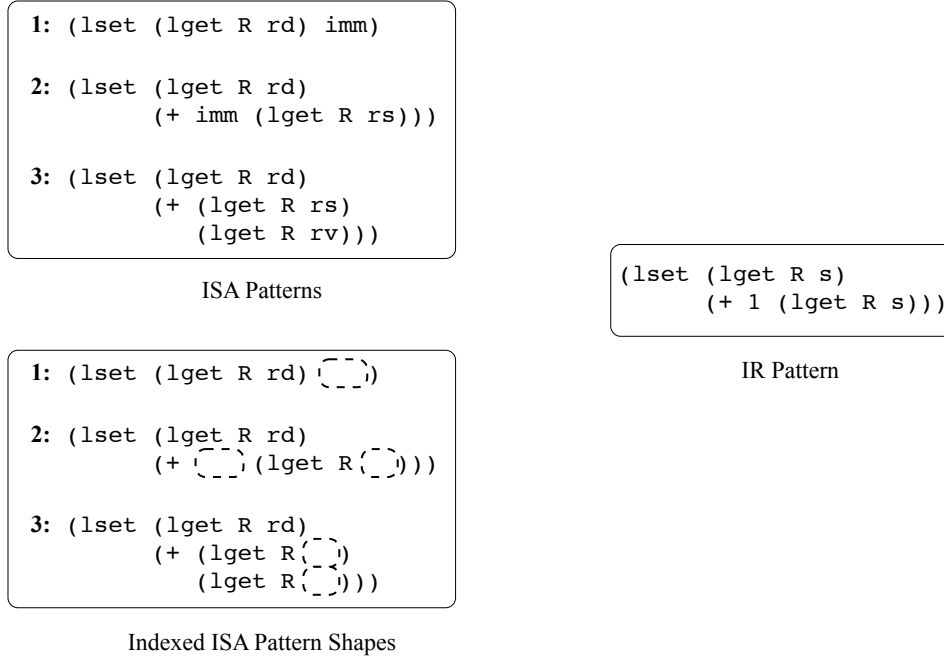 1: (lset (lget R rd) imm)
2: (lset (lget R rd)
(+ imm (lget R rs)))
3: (lset (lget R rd)
(+ (lget R rs)
(lget R rv)))
ISA Patterns
1: (lset (lget R rd) )
2: (lset (lget R rd)
(+ (lget R )))
3: (lset (lget R rd)
(+ (lget R )
(lget R )))
Indexed ISA Pattern Shapes
(lset (lget R s)
(+ 1 (lget R s)))
IR Pattern